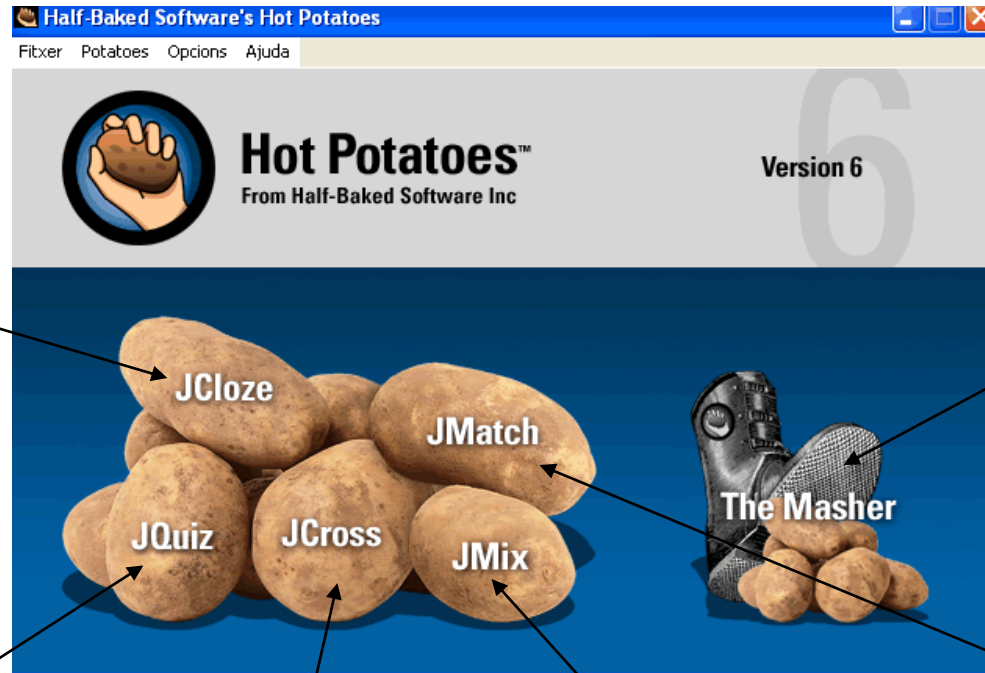 Half-Baked Software's Hot Potatoes
Fitxer Potatoes Opcions Ajuda
6
Hot Potatoes™
From Half-Baked Software Inc
Version 6
JCloze
JMatch
The Masher
JQuiz
JCross
JMix